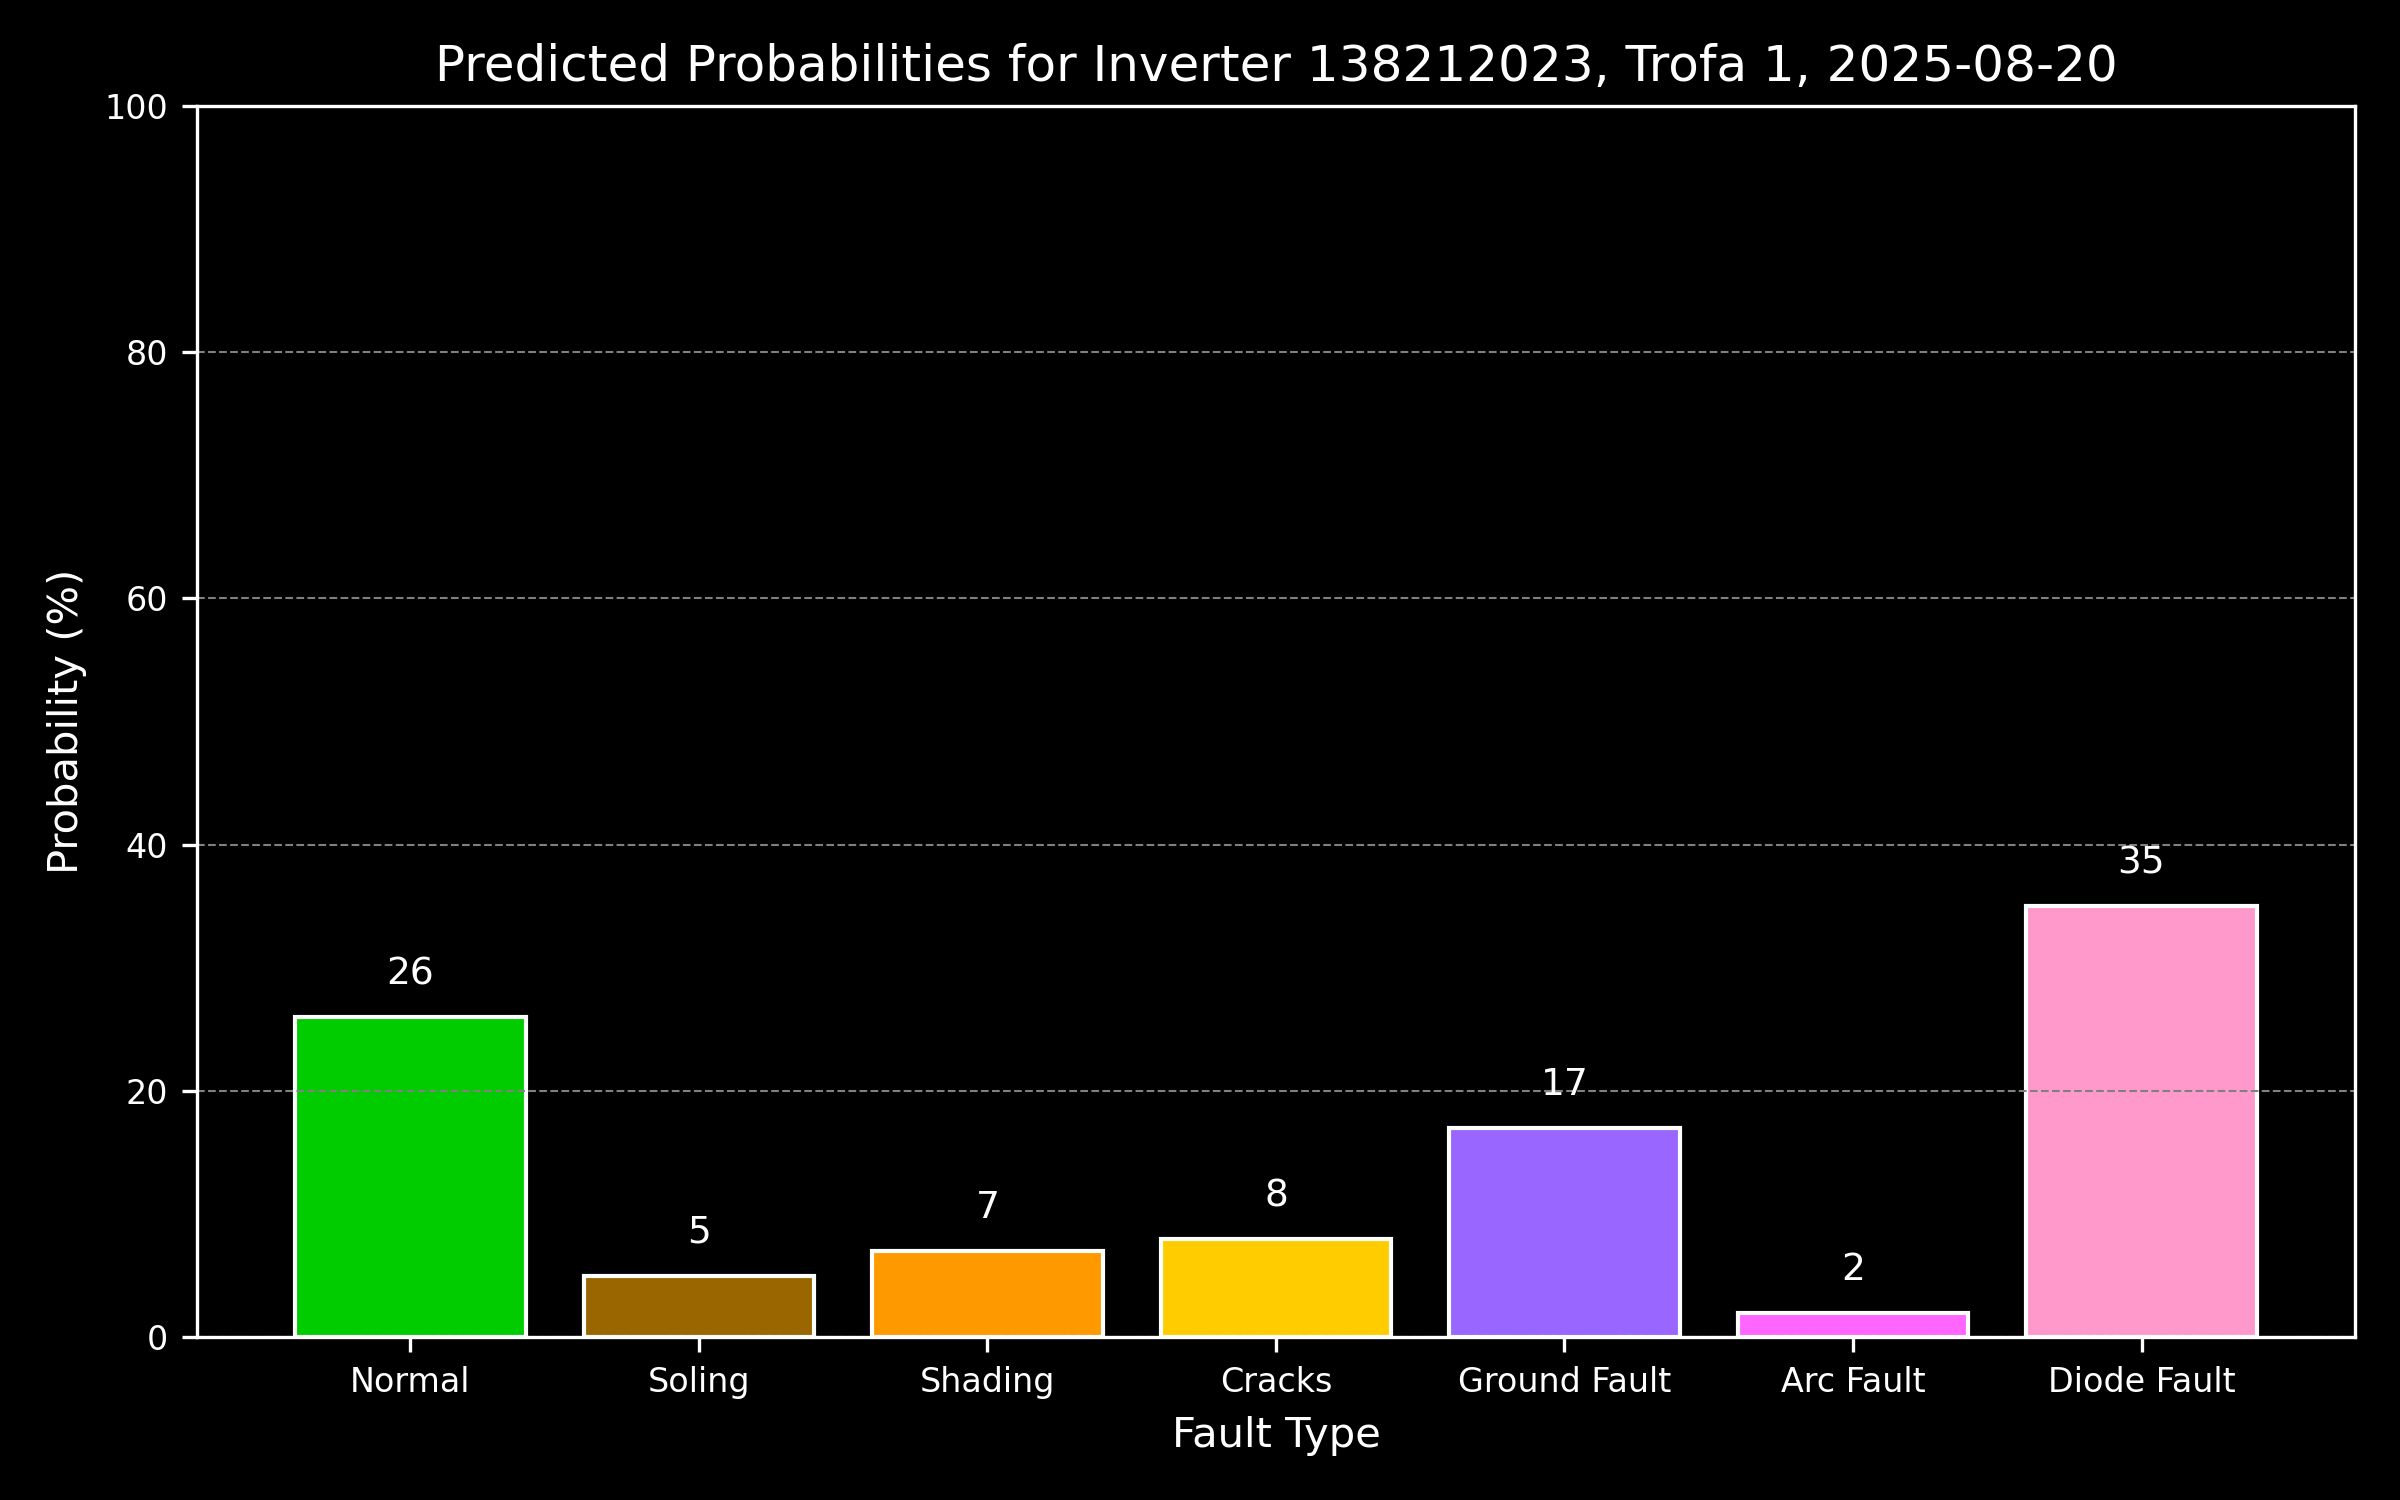 Predicted Probabilities for Inverter 138212023, Trofa 1, 2025-08-20
Probability (%)
100
80
60
40
20
0
26
5
7
8
17
2
35
Normal
Soling
Shading
Cracks
Ground Fault
Arc Fault
Diode Fault
Fault Type